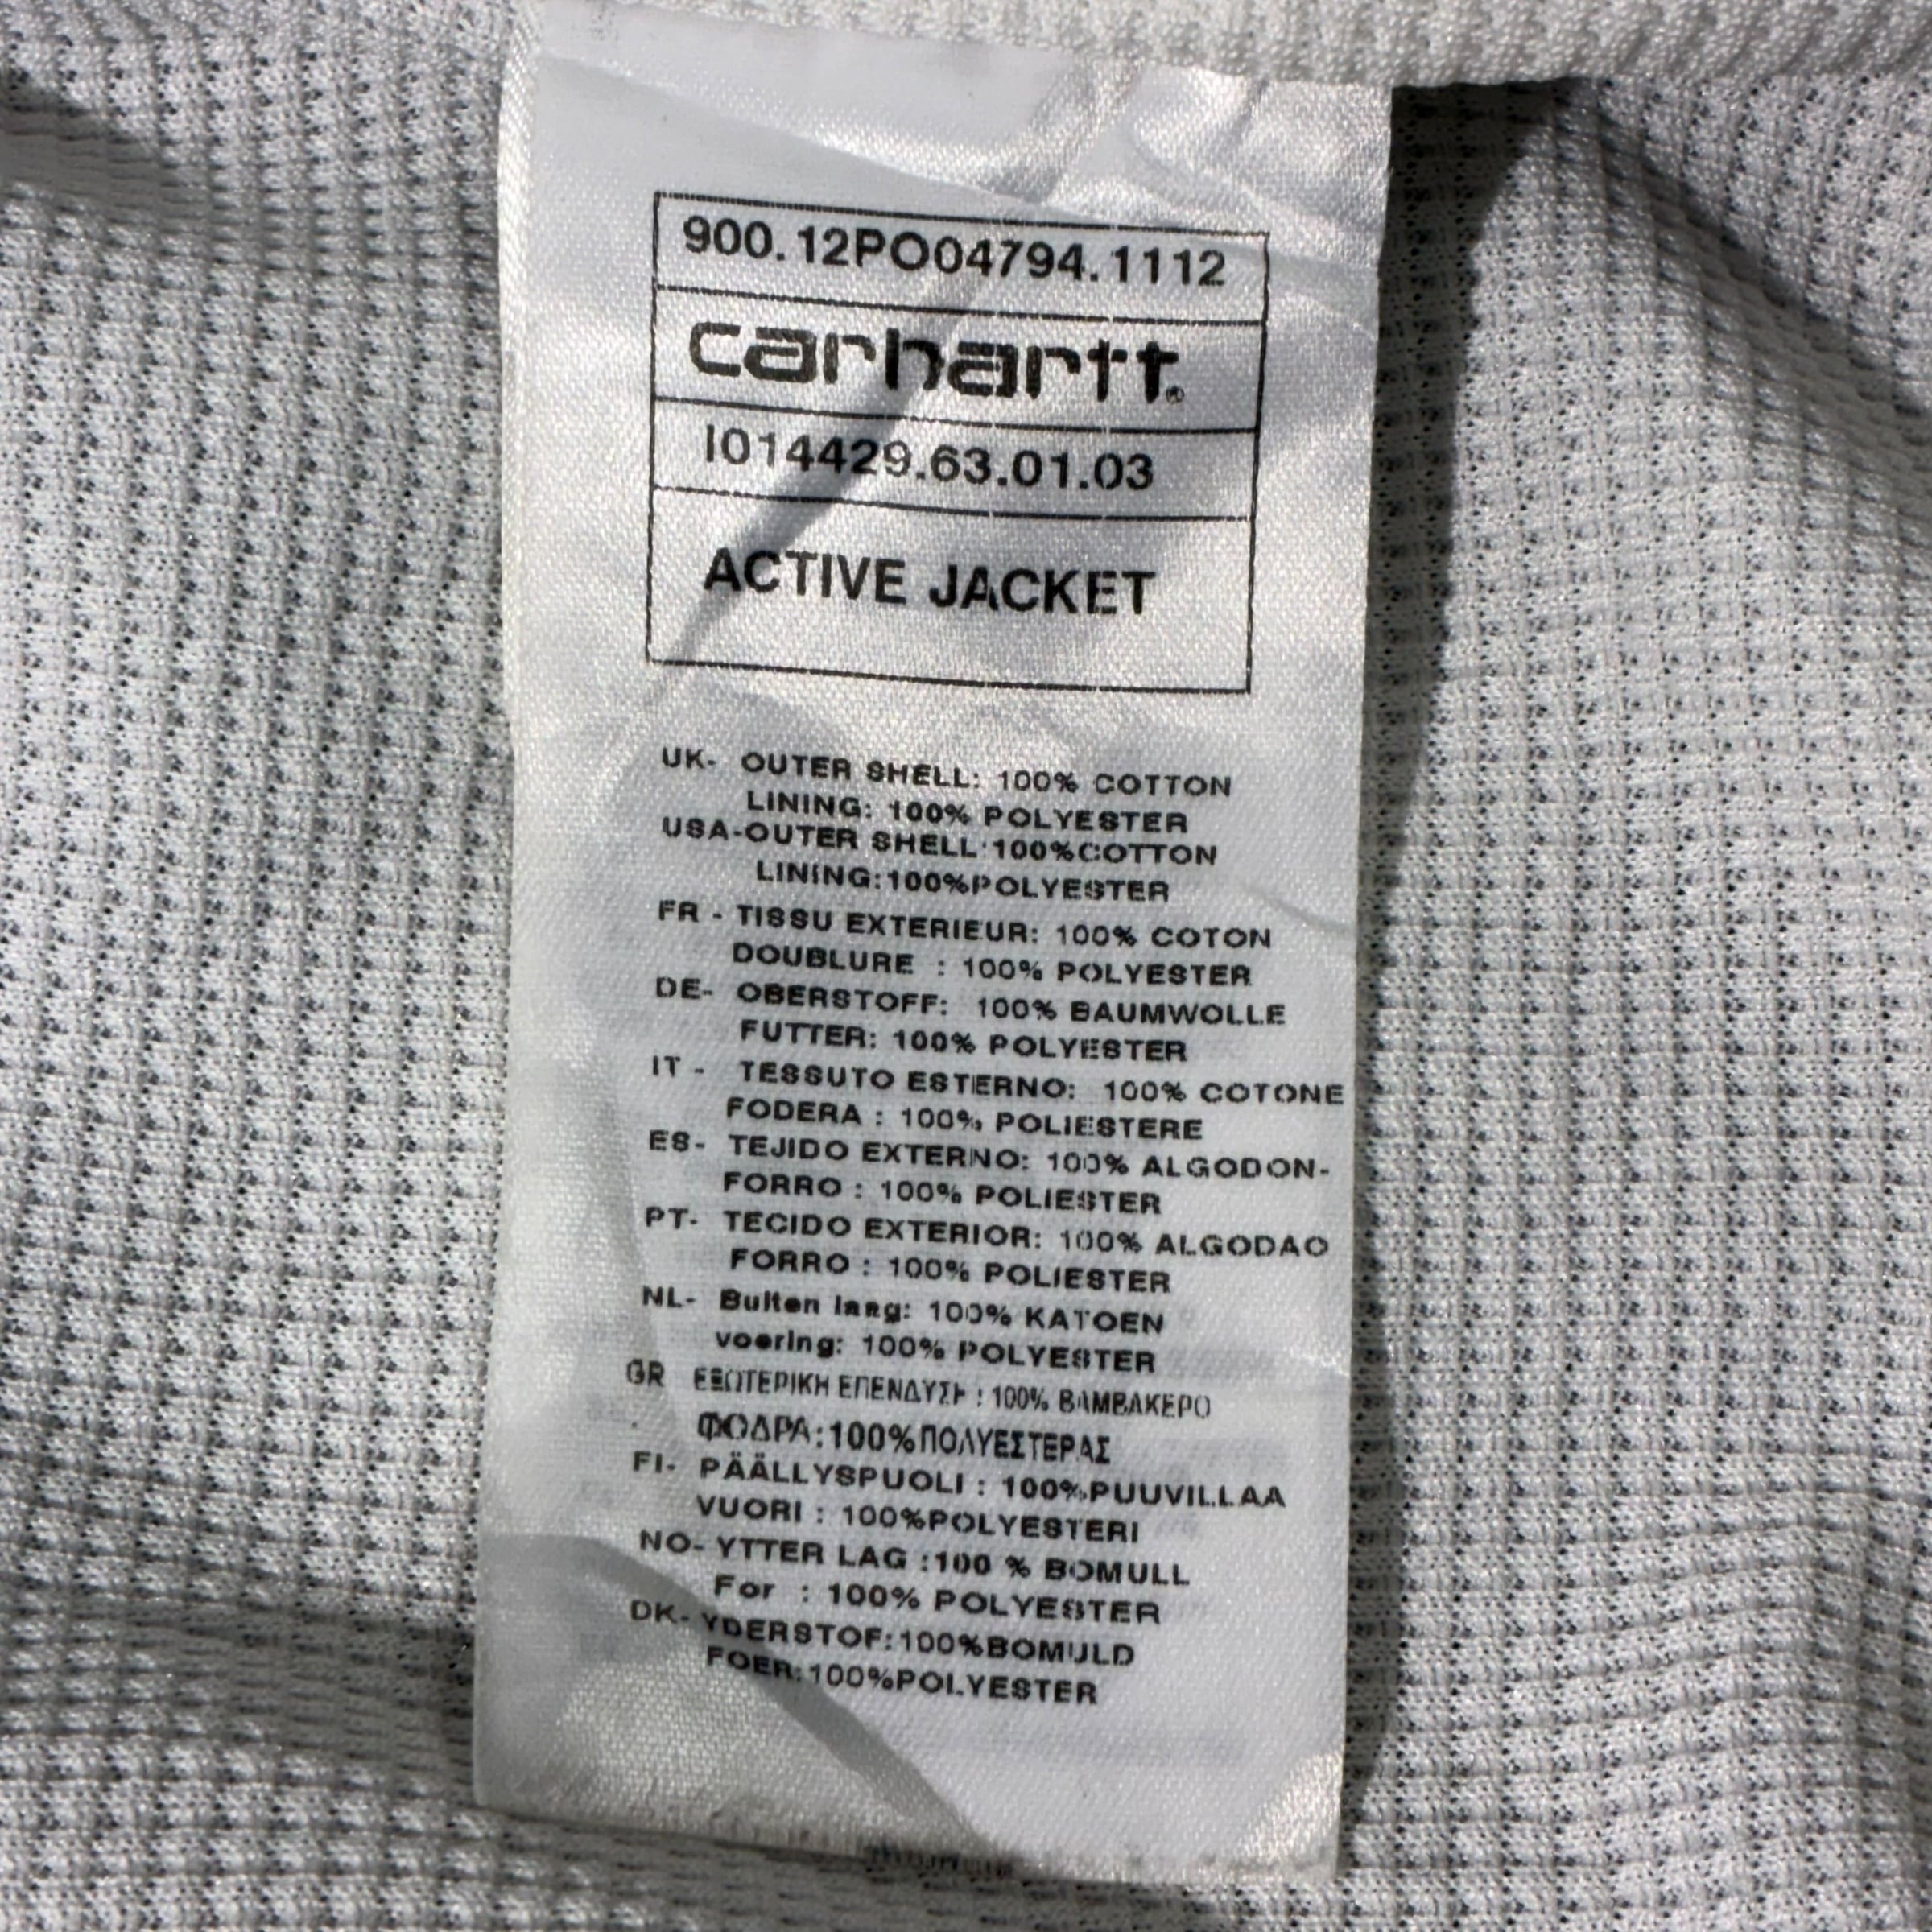 900.12PO04794.1112
carhartt®
I014429.63.01.03
ACTIVE JACKET
UK- OUTER SHELL: 100% COTTON
LINING: 100% POLYESTER
USA-OUTER SHELL:100%COTTON
LINING:100%POLYESTER
FR - TISSU EXTERIEUR: 100% COTON
DOUBLURE : 100% POLYESTER
DE- OBERSTOFF: 100% BAUMWOLLE
FUTTER: 100% POLYESTER
IT - TESSUTO ESTERNO: 100% COTONE
FODERA : 100% POLIESTERE
ES- TEJIDO EXTERNO: 100% ALGODON-
FORRO : 100% POLIESTER
PT- TECIDO EXTERIOR: 100% ALGODAO
FORRO : 100% POLIESTER
NL- Buiten laag: 100% KATOEN
voering: 100% POLYESTER
GR ΕΞΩΤΕΡΙΚΗ ΕΠΕΝΔΥΣΗ : 100% ΒΑΜΒΑΚΕΡΟ
ΦΟΔΡΑ:100%ΠΟΛΥΕΣΤΕΡΑΣ
FI- PÄÄLLYSPUOLI : 100%PUUVILLAA
VUORI : 100%POLYESTERI
NO- YTTER LAG :100 % BOMULL
For : 100% POLYESTER
DK- YDERSTOF:100%BOMULD
FOER:100%POLYESTER